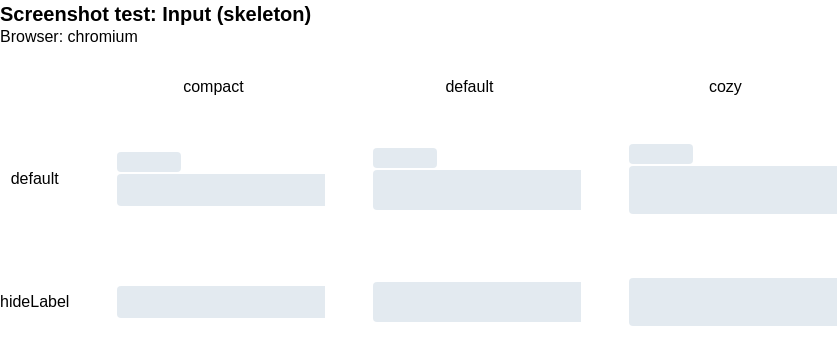 Screenshot test: Input (skeleton)
Browser: chromium
compact default cozy
default
hideLabel